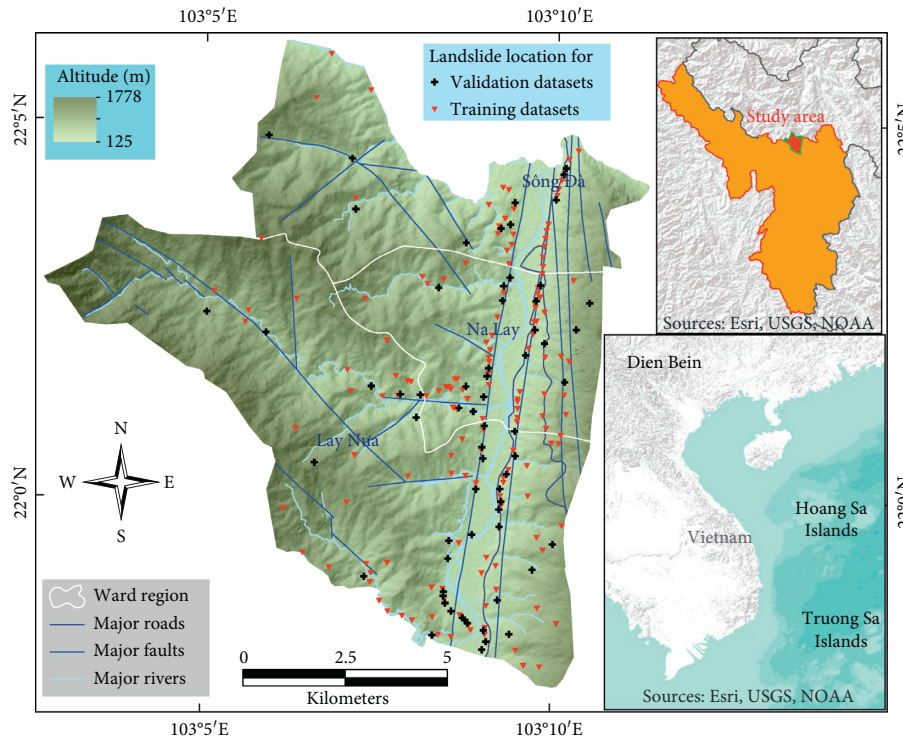 103°5′E
103°10′E
Altitude (m)
1778
125
Landslide location for
Validation datasets
Training datasets
Study area
Sources: Esri, USGS, NOAA
22°5′N
22°5′N
Sông Đà
Na Lay
Lay Nua
N
W
E
S
22°0′N
22°0′N
Dien Bein
Hoang Sa
Islands
Vietnam
Truong Sa
Islands
Sources: Esri, USGS, NOAA
Ward region
Major roads
Major faults
Major rivers
0
2.5
5
Kilometers
103°5′E
103°10′E